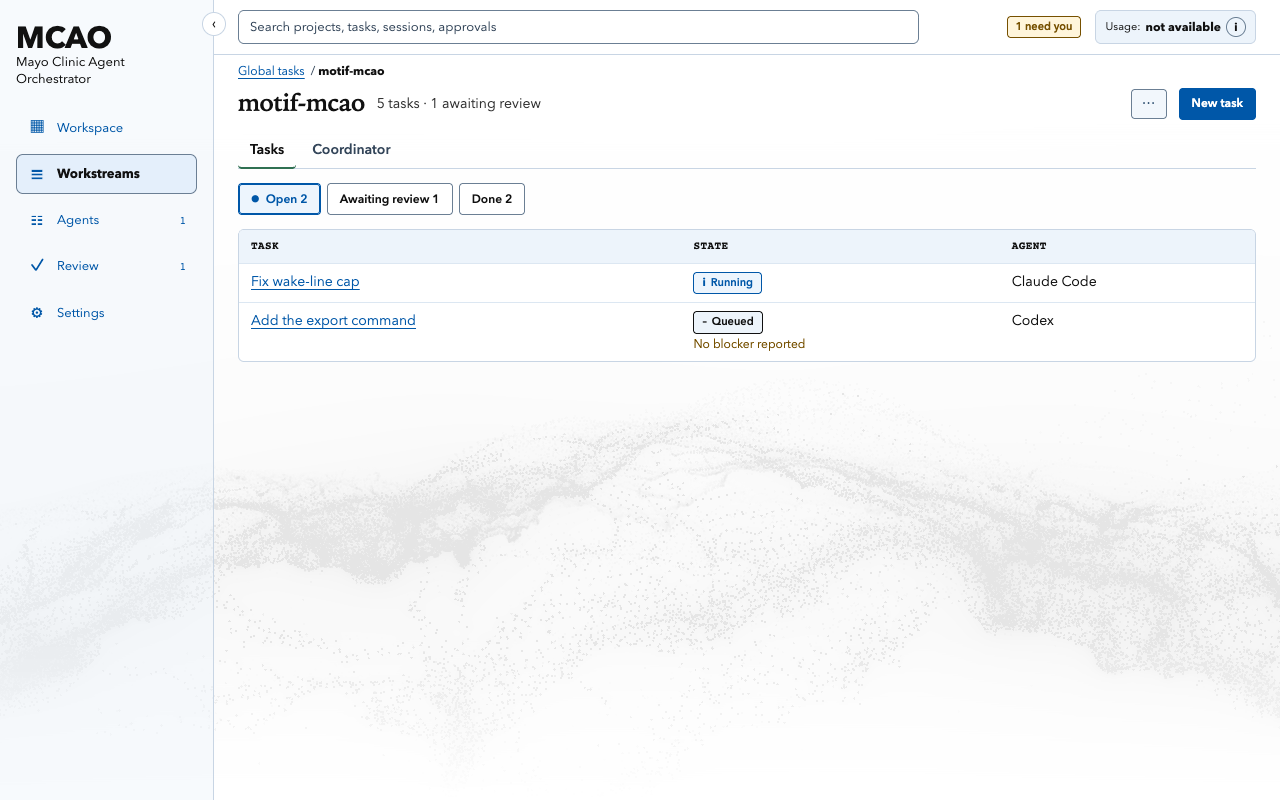 MCAO
Mayo Clinic Agent
Orchestrator
Workspace
Workstreams
Agents 1
Review 1
Settings
‹
Search projects, tasks, sessions, approvals
1 need you
Usage: not available i
Global tasks / motif-mcao
motif-mcao 5 tasks · 1 awaiting review
··· New task
Tasks Coordinator
Open 2 Awaiting review 1 Done 2
TASK STATE AGENT
Fix wake-line cap i Running Claude Code
Add the export command - Queued Codex
No blocker reported